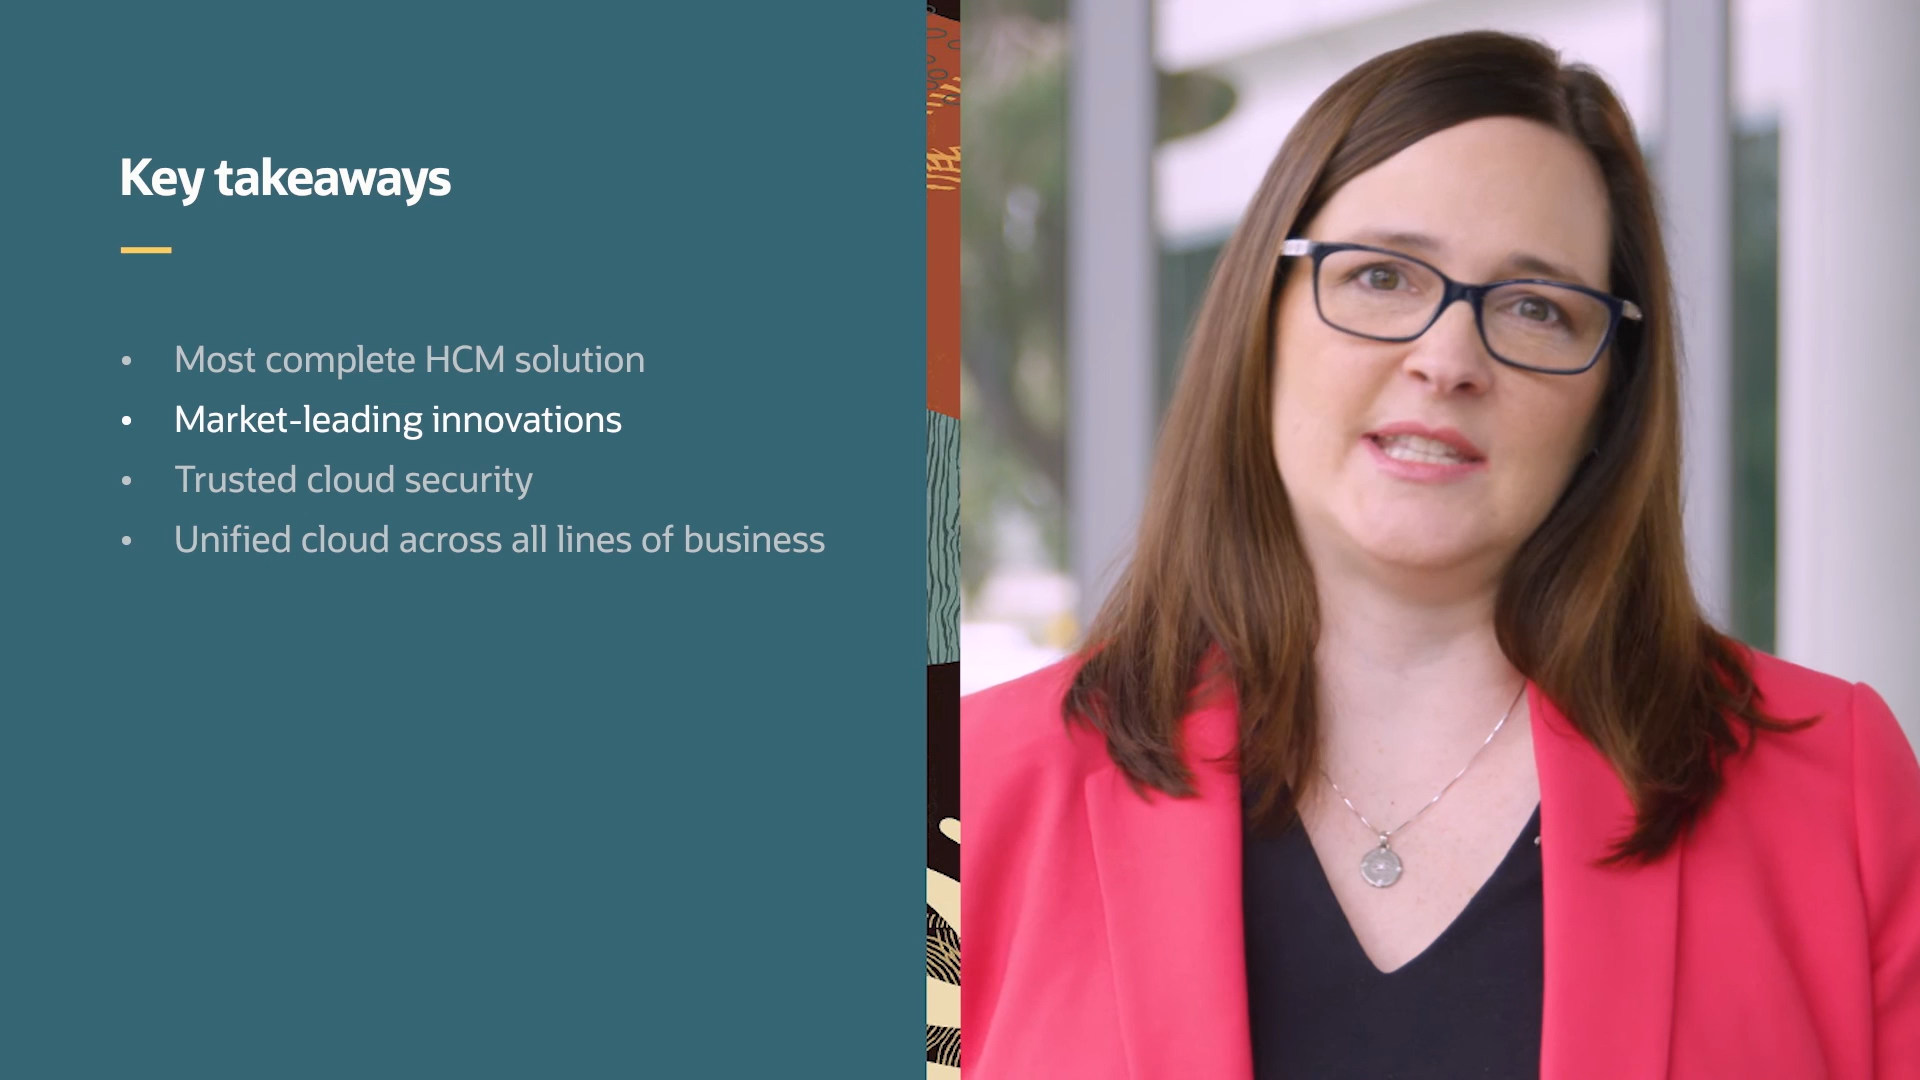 Key takeaways
• Most complete HCM solution
• Market-leading innovations
• Trusted cloud security
• Unified cloud across all lines of business